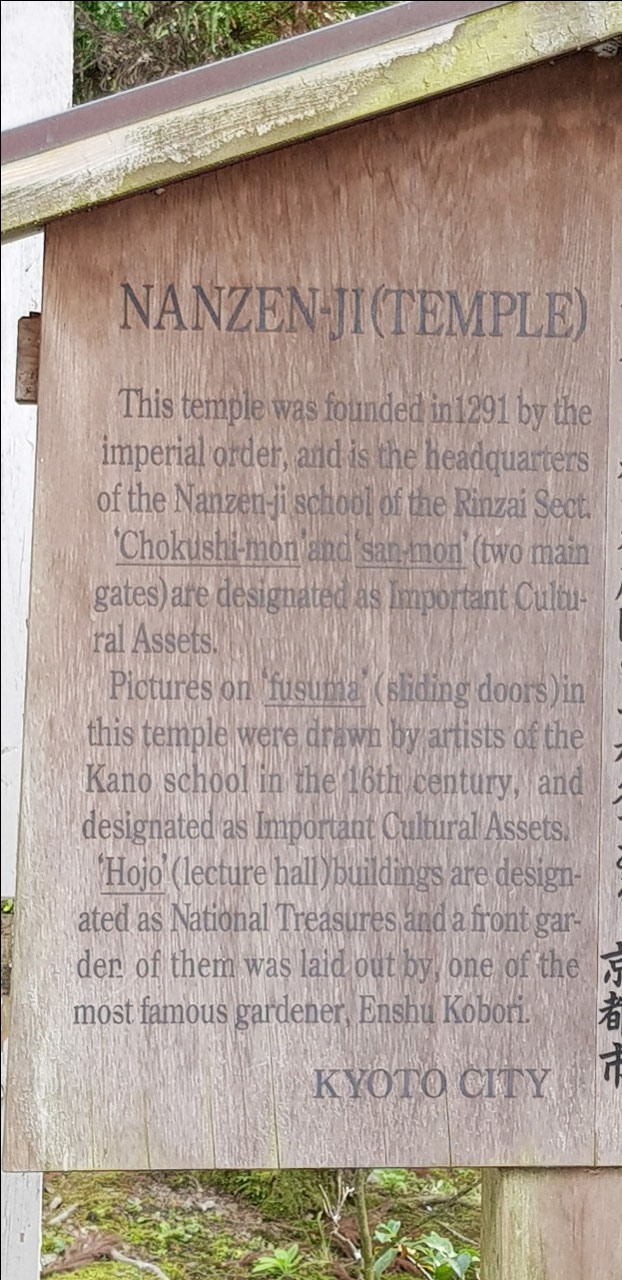 NANZEN-JI(TEMPLE)
This temple was founded in1291 by the
imperial order, and is the headquarters
of the Nanzen-ji school of the Rinzai Sect.
'Chokushi-mon'and'san-mon'(two main
gates)are designated as Important Cultu-
ral Assets.
Pictures on 'fusuma'(sliding doors)in
this temple were drawn by artists of the
Kano school in the 16th century, and
designated as Important Cultural Assets.
'Hojo'(lecture hall)buildings are design-
ated as National Treasures and a front gar-
den of them was laid out by, one of the
most famous gardener, Enshu Kobori.
KYOTO CITY
京都市